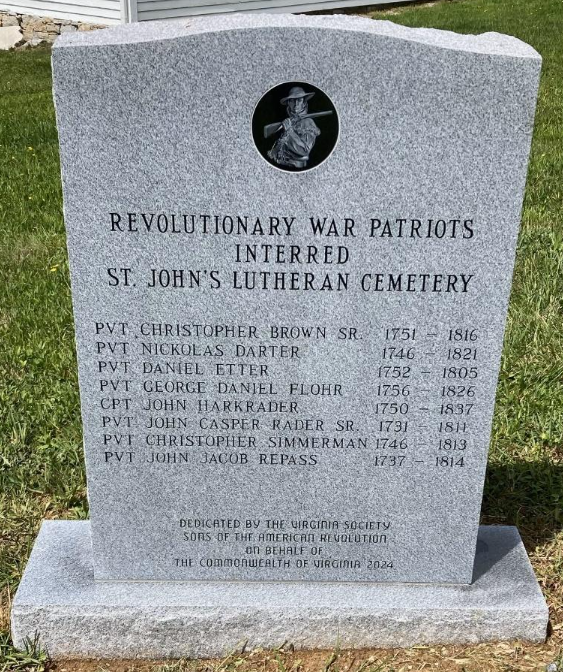 REVOLUTIONARY WAR PATRIOTS
INTERRED
ST. JOHN'S LUTHERAN CEMETERY
PVT CHRISTOPHER BROWN SR. 1751 – 1816
PVT NICKOLAS DARTER 1746 – 1821
PVT DANIEL ETTER 1752 – 1805
PVT GEORGE DANIEL FLOHR 1756 – 1826
CPT JOHN HARKRADER 1750 – 1837
PVT JOHN CASPER RADER SR. 1731 – 1811
PVT CHRISTOPHER SIMMERMAN 1746 – 1813
PVT JOHN JACOB REPASS 1737 – 1814
DEDICATED BY THE VIRGINIA SOCIETY
SONS OF THE AMERICAN REVOLUTION
ON BEHALF OF
THE COMMONWEALTH OF VIRGINIA 2024